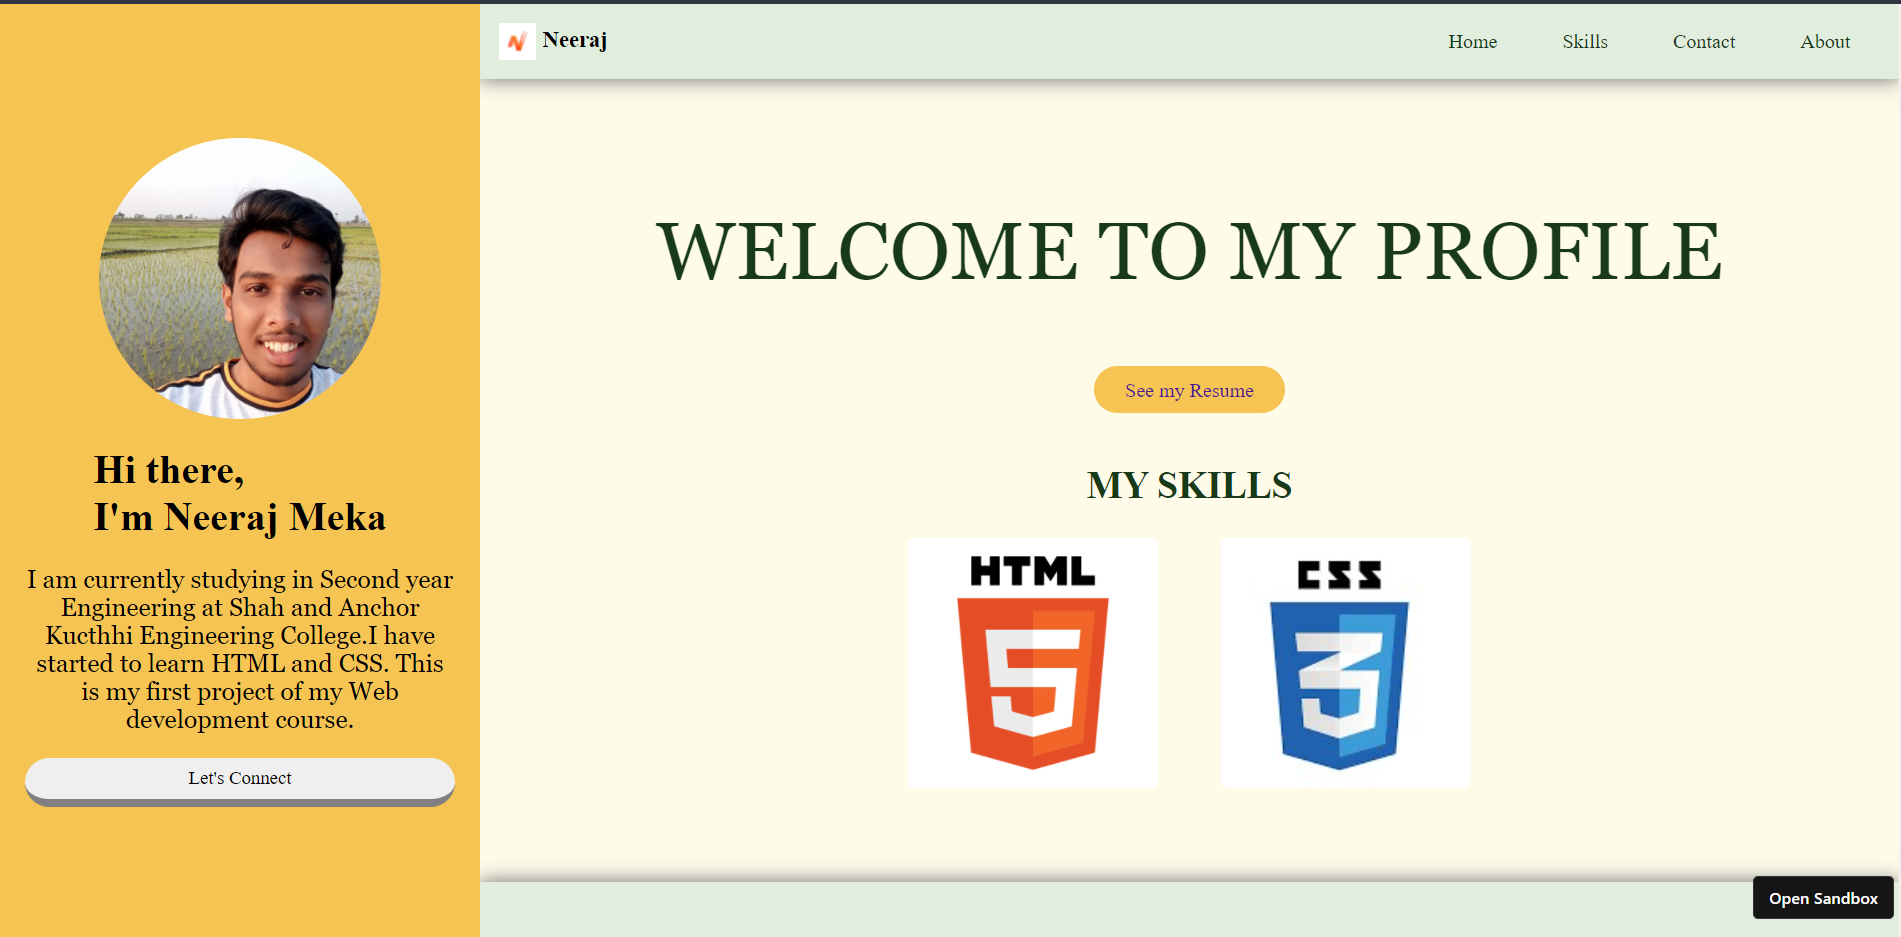 Neeraj
Home
Skills
Contact
About
Hi there,
I'm Neeraj Meka
I am currently studying in Second year
Engineering at Shah and Anchor
Kucthhi Engineering College.I have
started to learn HTML and CSS. This
is my first project of my Web
development course.
Let's Connect
WELCOME TO MY PROFILE
See my Resume
MY SKILLS
HTML
5
CSS
3
Open Sandbox